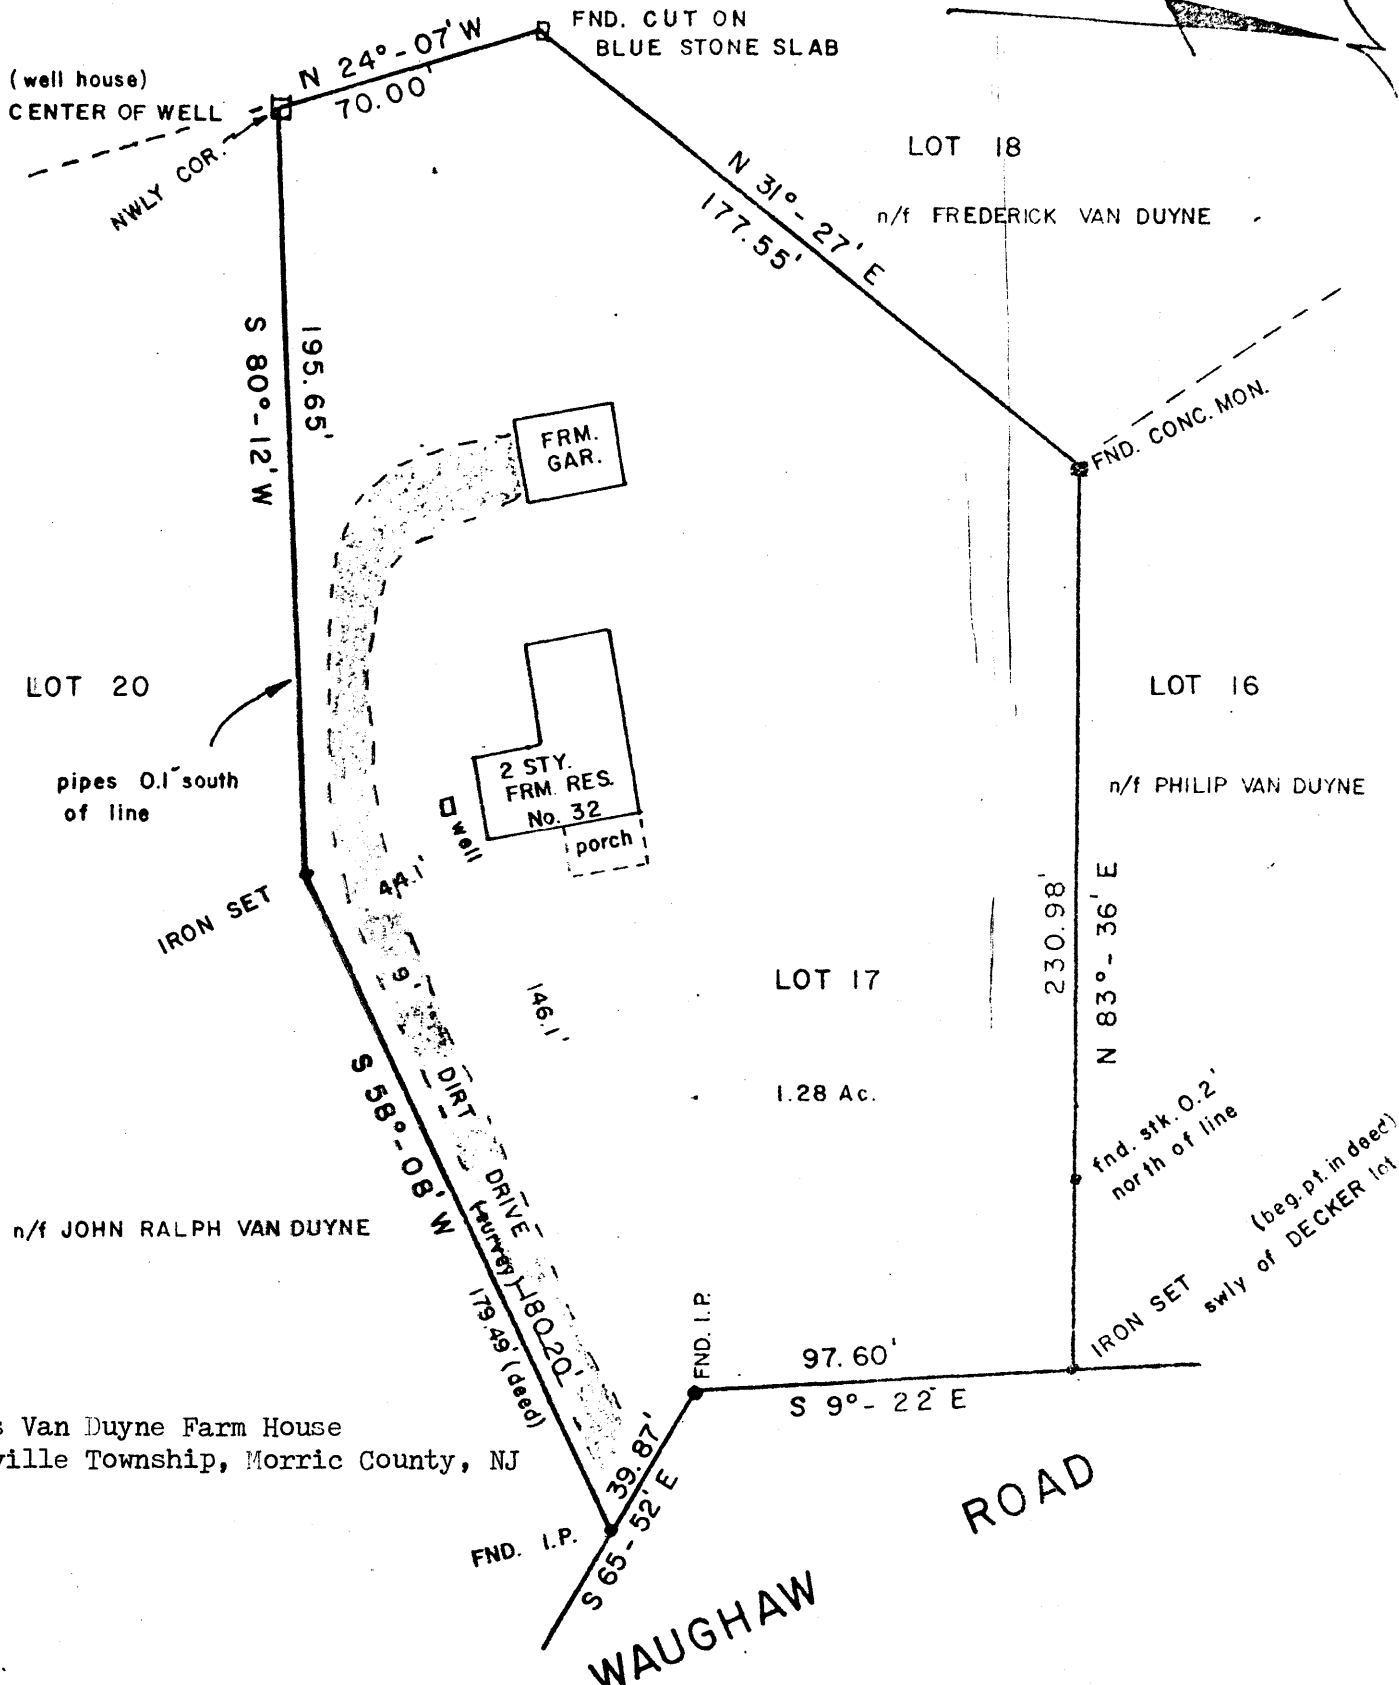 FND. CUT ON
BLUE STONE SLAB
N 24°-07' W
70.00'
(well house)
CENTER OF WELL
NWLY COR.
LOT 18
n/f FREDERICK VAN DUYNE
N 31°-27' E
177.55'
S 80°-12' W
195.65'
FRM.
GAR.
FND. CONC. MON.
LOT 20
pipes 0.1' south
of line
LOT 16
n/f PHILIP VAN DUYNE
2 STY.
FRM. RES.
No. 32
porch
well
44.1'
IRON SET
9'
146.1'
LOT 17
1.28 Ac.
230.98'
N 83°-36' E
S 58°-08' W
DIRT DRIVE
(survey) 180.20'
179.49' (deed)
n/f JOHN RALPH VAN DUYNE
fnd. stk. 0.2'
north of line
(beg. pt. in deed)
swly of DECKER lot
IRON SET
FND. I.P.
97.60'
S 9°-22' E
39.87'
S 65-52' E
FND. I.P.
s Van Duyne Farm House
ville Township, Morric County, NJ
WAUGHAW ROAD